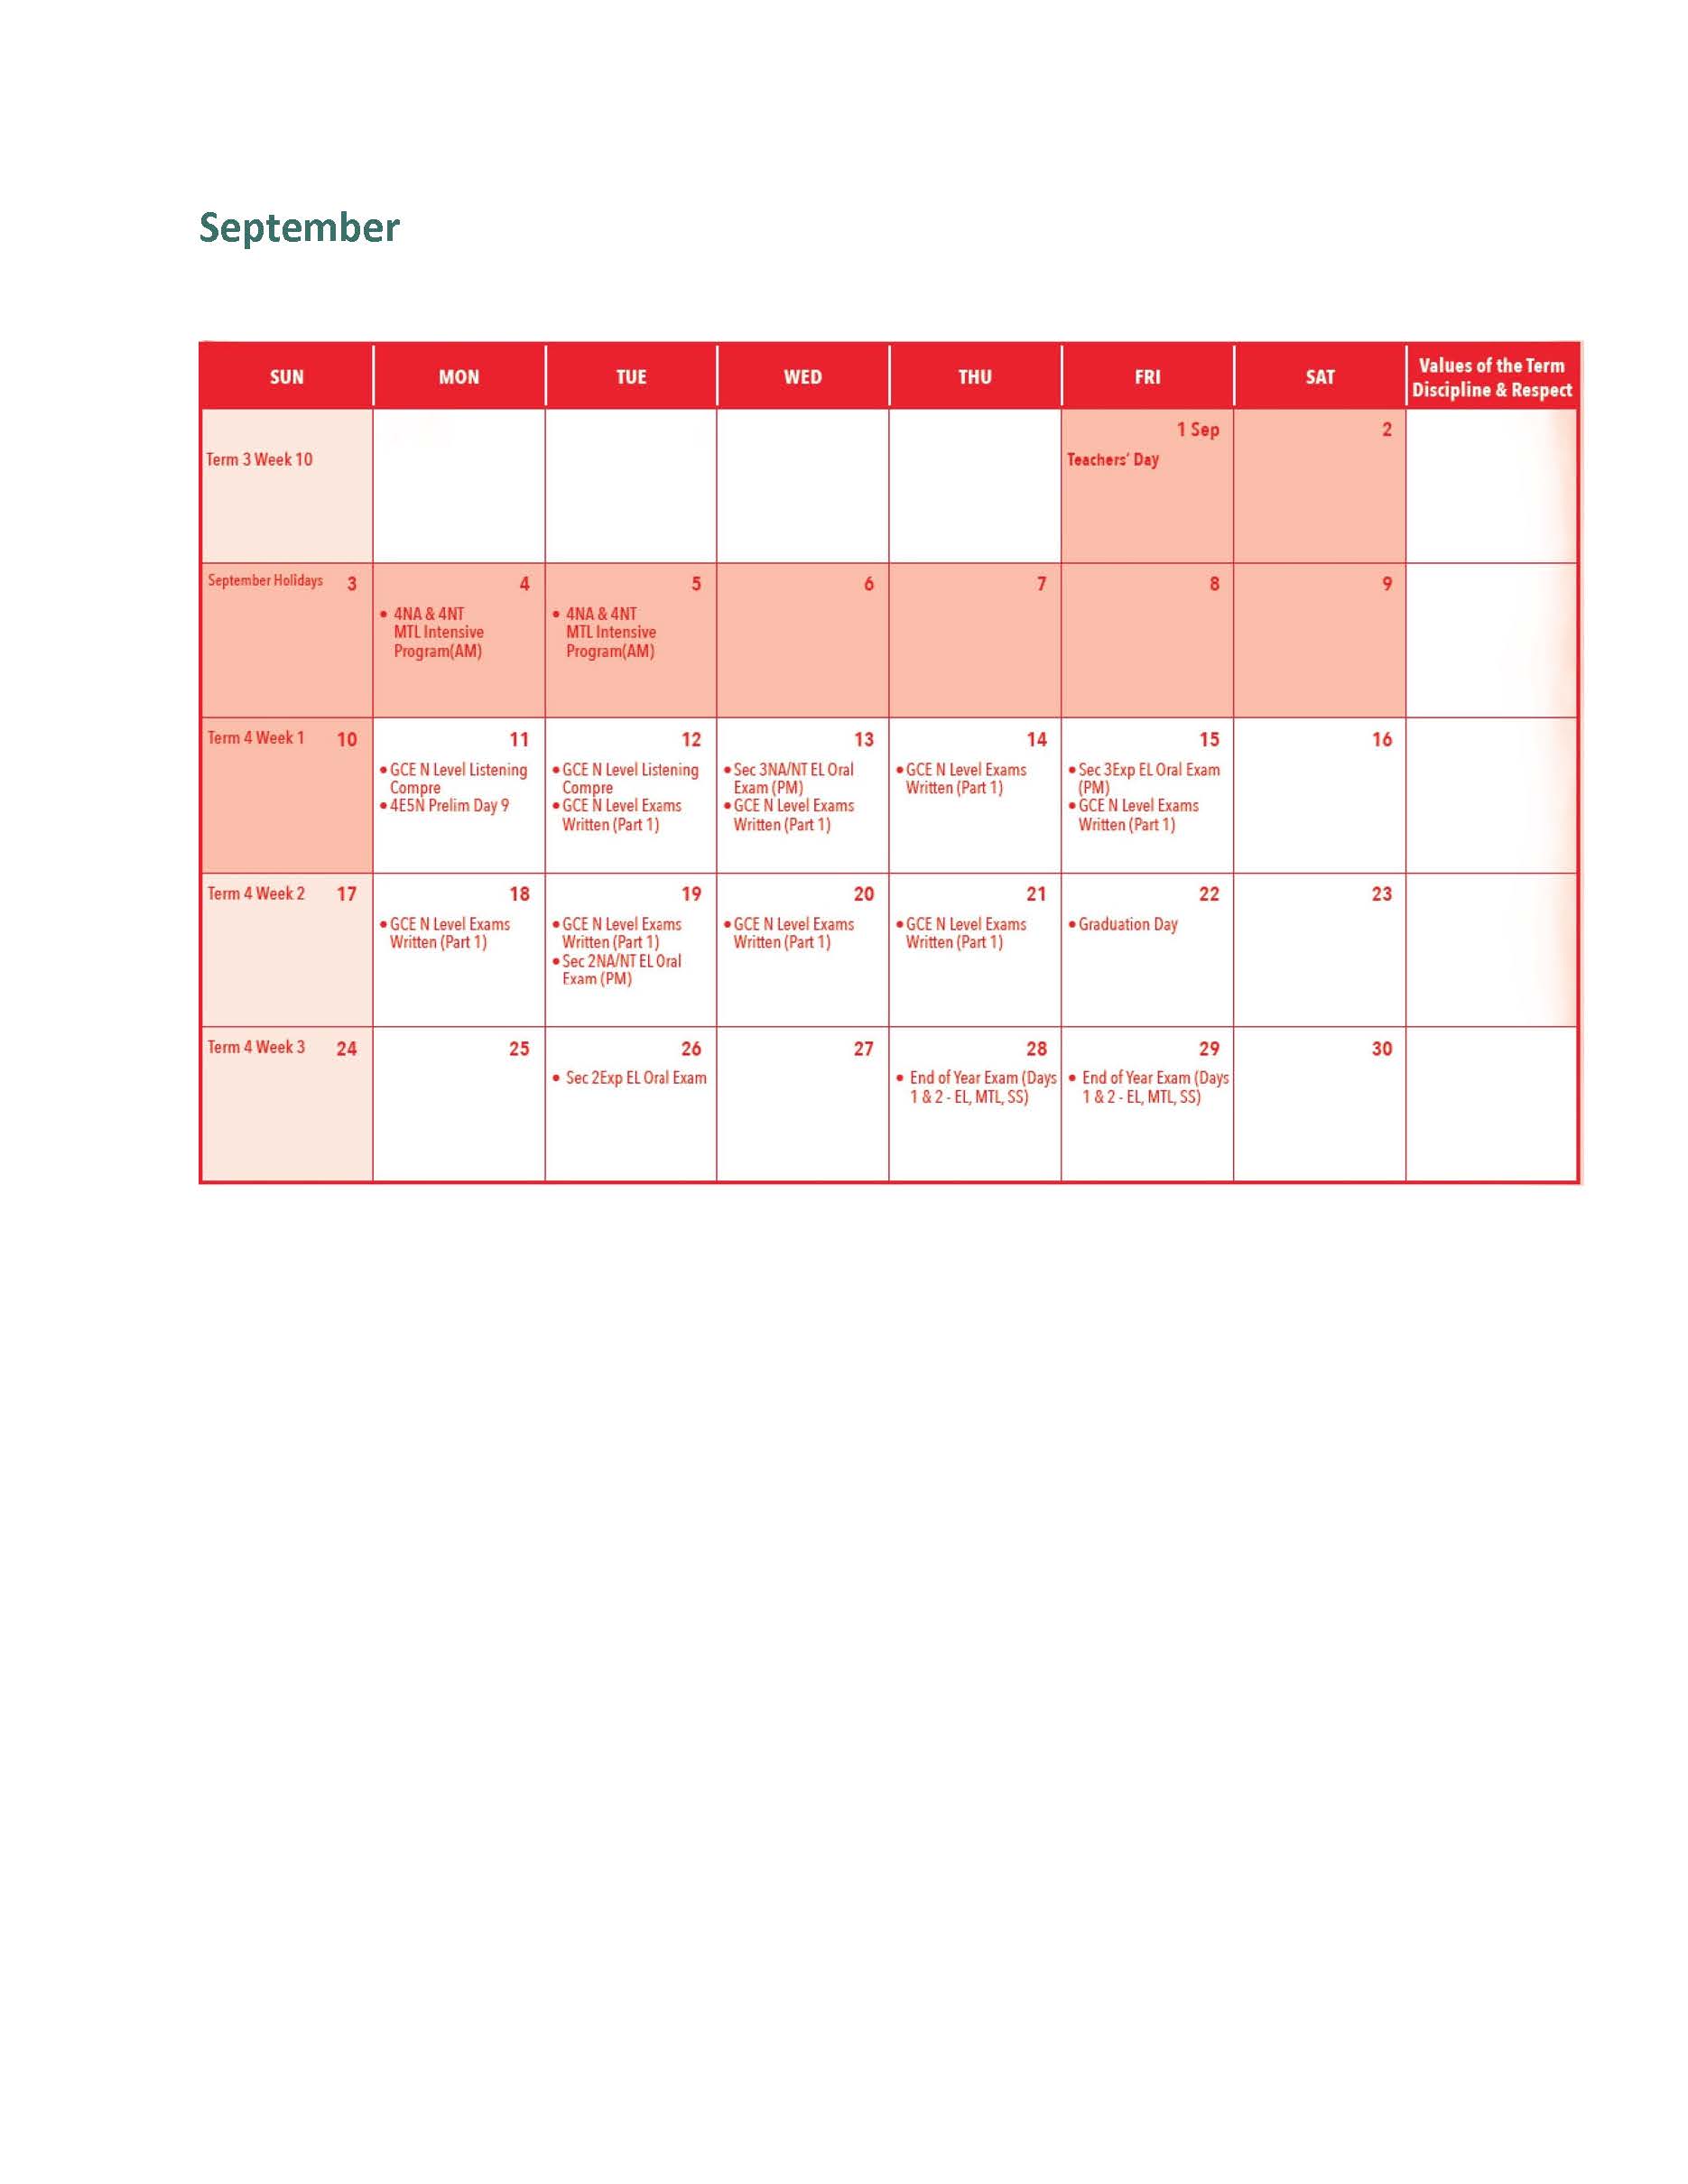 September
SUN
MON
TUE
WED
THU
FRI
SAT
Values of the Term
Discipline & Respect
Term 3 Week 10
1 Sep
Teachers' Day
2
September Holidays 3
4
• 4NA & 4NT
MTL Intensive
Program(AM)
5
• 4NA & 4NT
MTL Intensive
Program(AM)
6
7
8
9
Term 4 Week 1 10
11
• GCE N Level Listening
Compre
• 4E5N Prelim Day 9
12
• GCE N Level Listening
Compre
• GCE N Level Exams
Written (Part 1)
13
• Sec 3NA/NT EL Oral
Exam (PM)
• GCE N Level Exams
Written (Part 1)
14
• GCE N Level Exams
Written (Part 1)
15
• Sec 3Exp EL Oral Exam
(PM)
• GCE N Level Exams
Written (Part 1)
16
Term 4 Week 2 17
18
• GCE N Level Exams
Written (Part 1)
19
• GCE N Level Exams
Written (Part 1)
• Sec 2NA/NT EL Oral
Exam (PM)
20
• GCE N Level Exams
Written (Part 1)
21
• GCE N Level Exams
Written (Part 1)
22
• Graduation Day
23
Term 4 Week 3 24
25
26
• Sec 2Exp EL Oral Exam
27
28
• End of Year Exam (Days
1 & 2 - EL, MTL, SS)
29
• End of Year Exam (Days
1 & 2 - EL, MTL, SS)
30